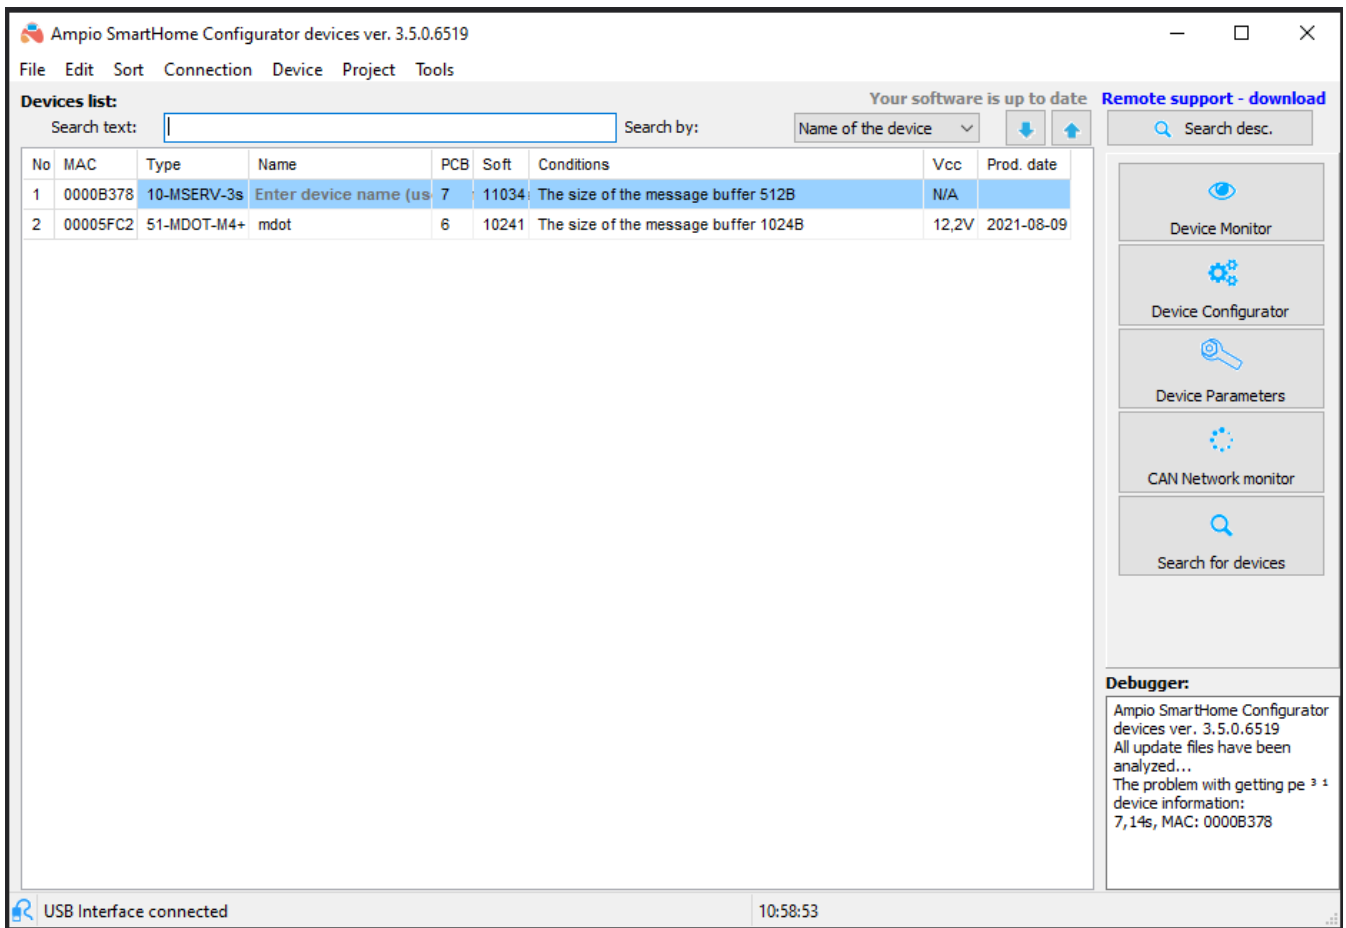 Ampio SmartHome Configurator devices ver. 3.5.0.6519
File Edit Sort Connection Device Project Tools
Devices list: Your software is up to date Remote support - download
Search text: Search by: Name of the device Search desc.
No MAC Type Name PCB Soft Conditions Vcc Prod. date
1 0000B378 10-MSERV-3s Enter device name (us 7 11034 The size of the message buffer 512B N/A
2 00005FC2 51-MDOT-M4+ mdot 6 10241 The size of the message buffer 1024B 12,2V 2021-08-09
Device Monitor
Device Configurator
Device Parameters
CAN Network monitor
Search for devices
Debugger:
Ampio SmartHome Configurator
devices ver. 3.5.0.6519
All update files have been
analyzed...
The problem with getting pe ³ ¹
device information:
7,14s, MAC: 0000B378
USB Interface connected 10:58:53